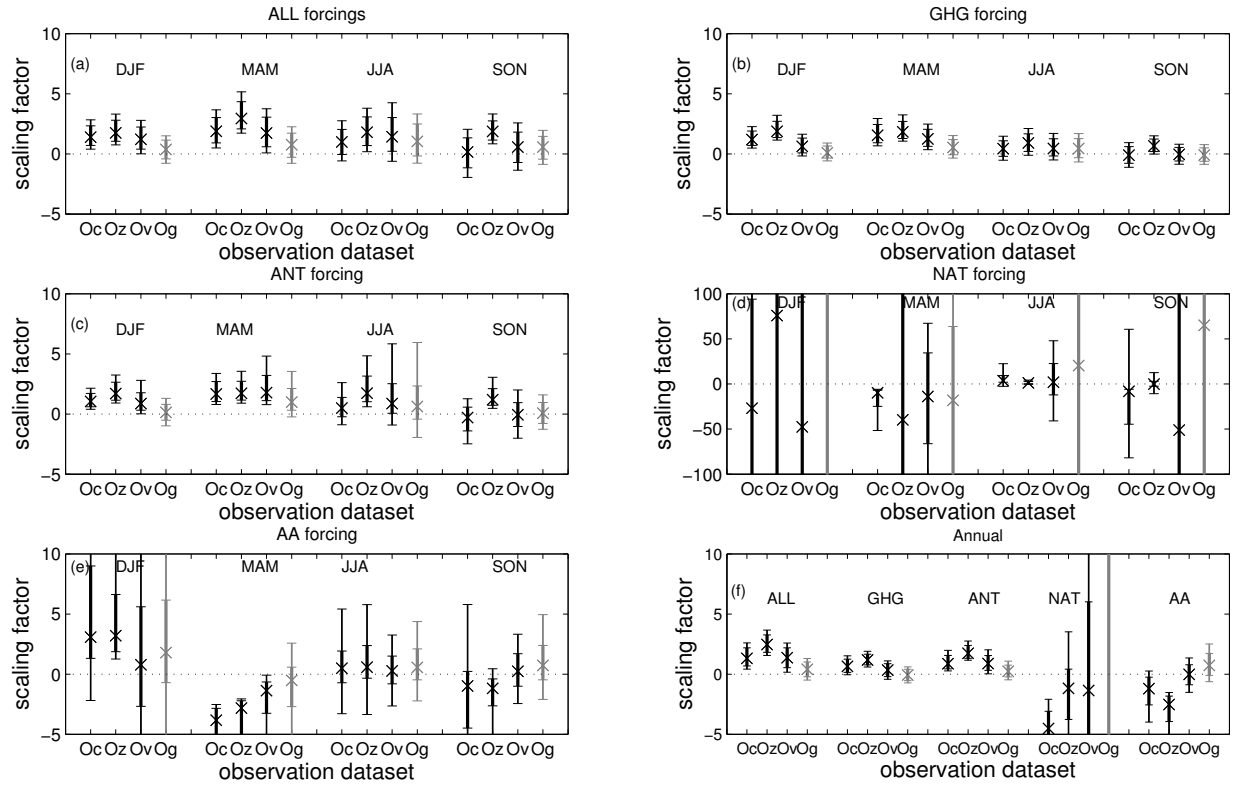 ALL forcings
10
5
0
−5
scaling factor
(a)
DJF
MAM
JJA
SON
Oc Oz Ov Og
Oc Oz Ov Og
Oc Oz Ov Og
Oc Oz Ov Og
observation dataset
GHG forcing
10
5
0
−5
scaling factor
(b)
DJF
MAM
JJA
SON
Oc Oz Ov Og
Oc Oz Ov Og
Oc Oz Ov Og
Oc Oz Ov Og
observation dataset
ANT forcing
10
5
0
−5
scaling factor
(c)
DJF
MAM
JJA
SON
Oc Oz Ov Og
Oc Oz Ov Og
Oc Oz Ov Og
Oc Oz Ov Og
observation dataset
NAT forcing
100
50
0
−50
−100
scaling factor
(d)
DJF
MAM
JJA
SON
Oc Oz Ov Og
Oc Oz Ov Og
Oc Oz Ov Og
Oc Oz Ov Og
observation dataset
AA forcing
10
5
0
−5
scaling factor
(e)
DJF
MAM
JJA
SON
Oc Oz Ov Og
Oc Oz Ov Og
Oc Oz Ov Og
Oc Oz Ov Og
observation dataset
Annual
10
5
0
−5
scaling factor
(f)
ALL
GHG
ANT
NAT
AA
OcOzOvOg
OcOzOvOg
OcOzOvOg
OcOzOvOg
OcOzOvOg
observation dataset